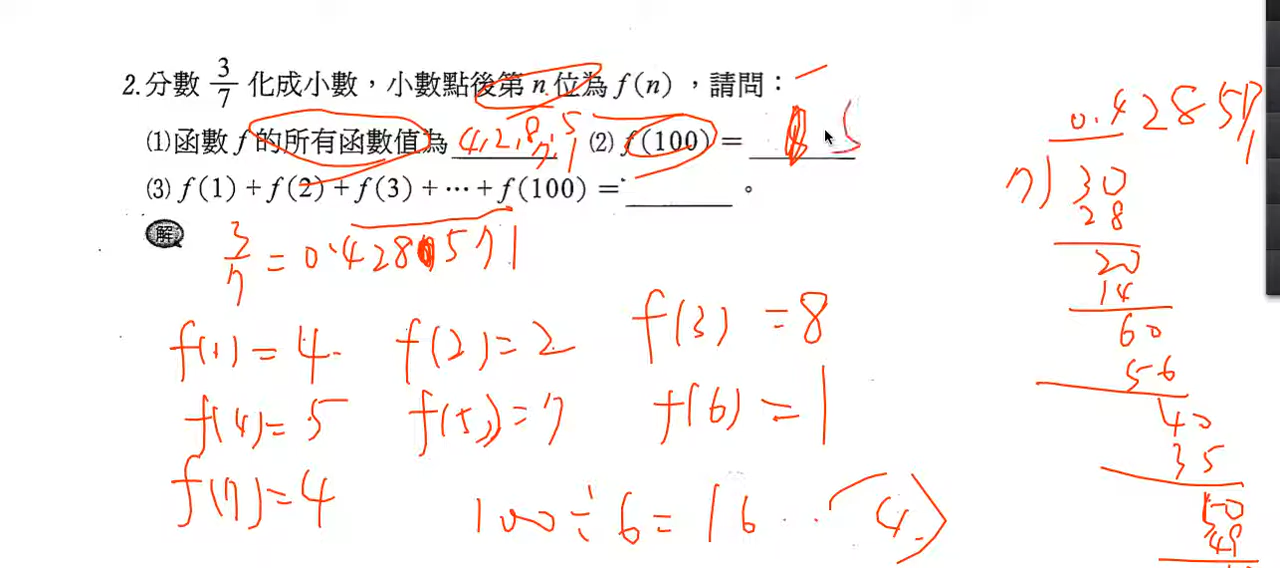 2.分數 3/7 化成小數，小數點後第 n 位為 f(n)，請問：
(1)函數 f 的所有函數值為 4,2,8,5,7,1 (2) f(100)= 5
(3) f(1)+f(2)+f(3)+⋯+f(100)= 。
解
3/7 = 0.428571
f(1)=4 f(2)=2 f(3)=8
f(4)=5 f(5)=7 f(6)=1
f(7)=4
100÷6=16 … 4
0.428571
7)30
28
20
14
60
56
40
35
50
49